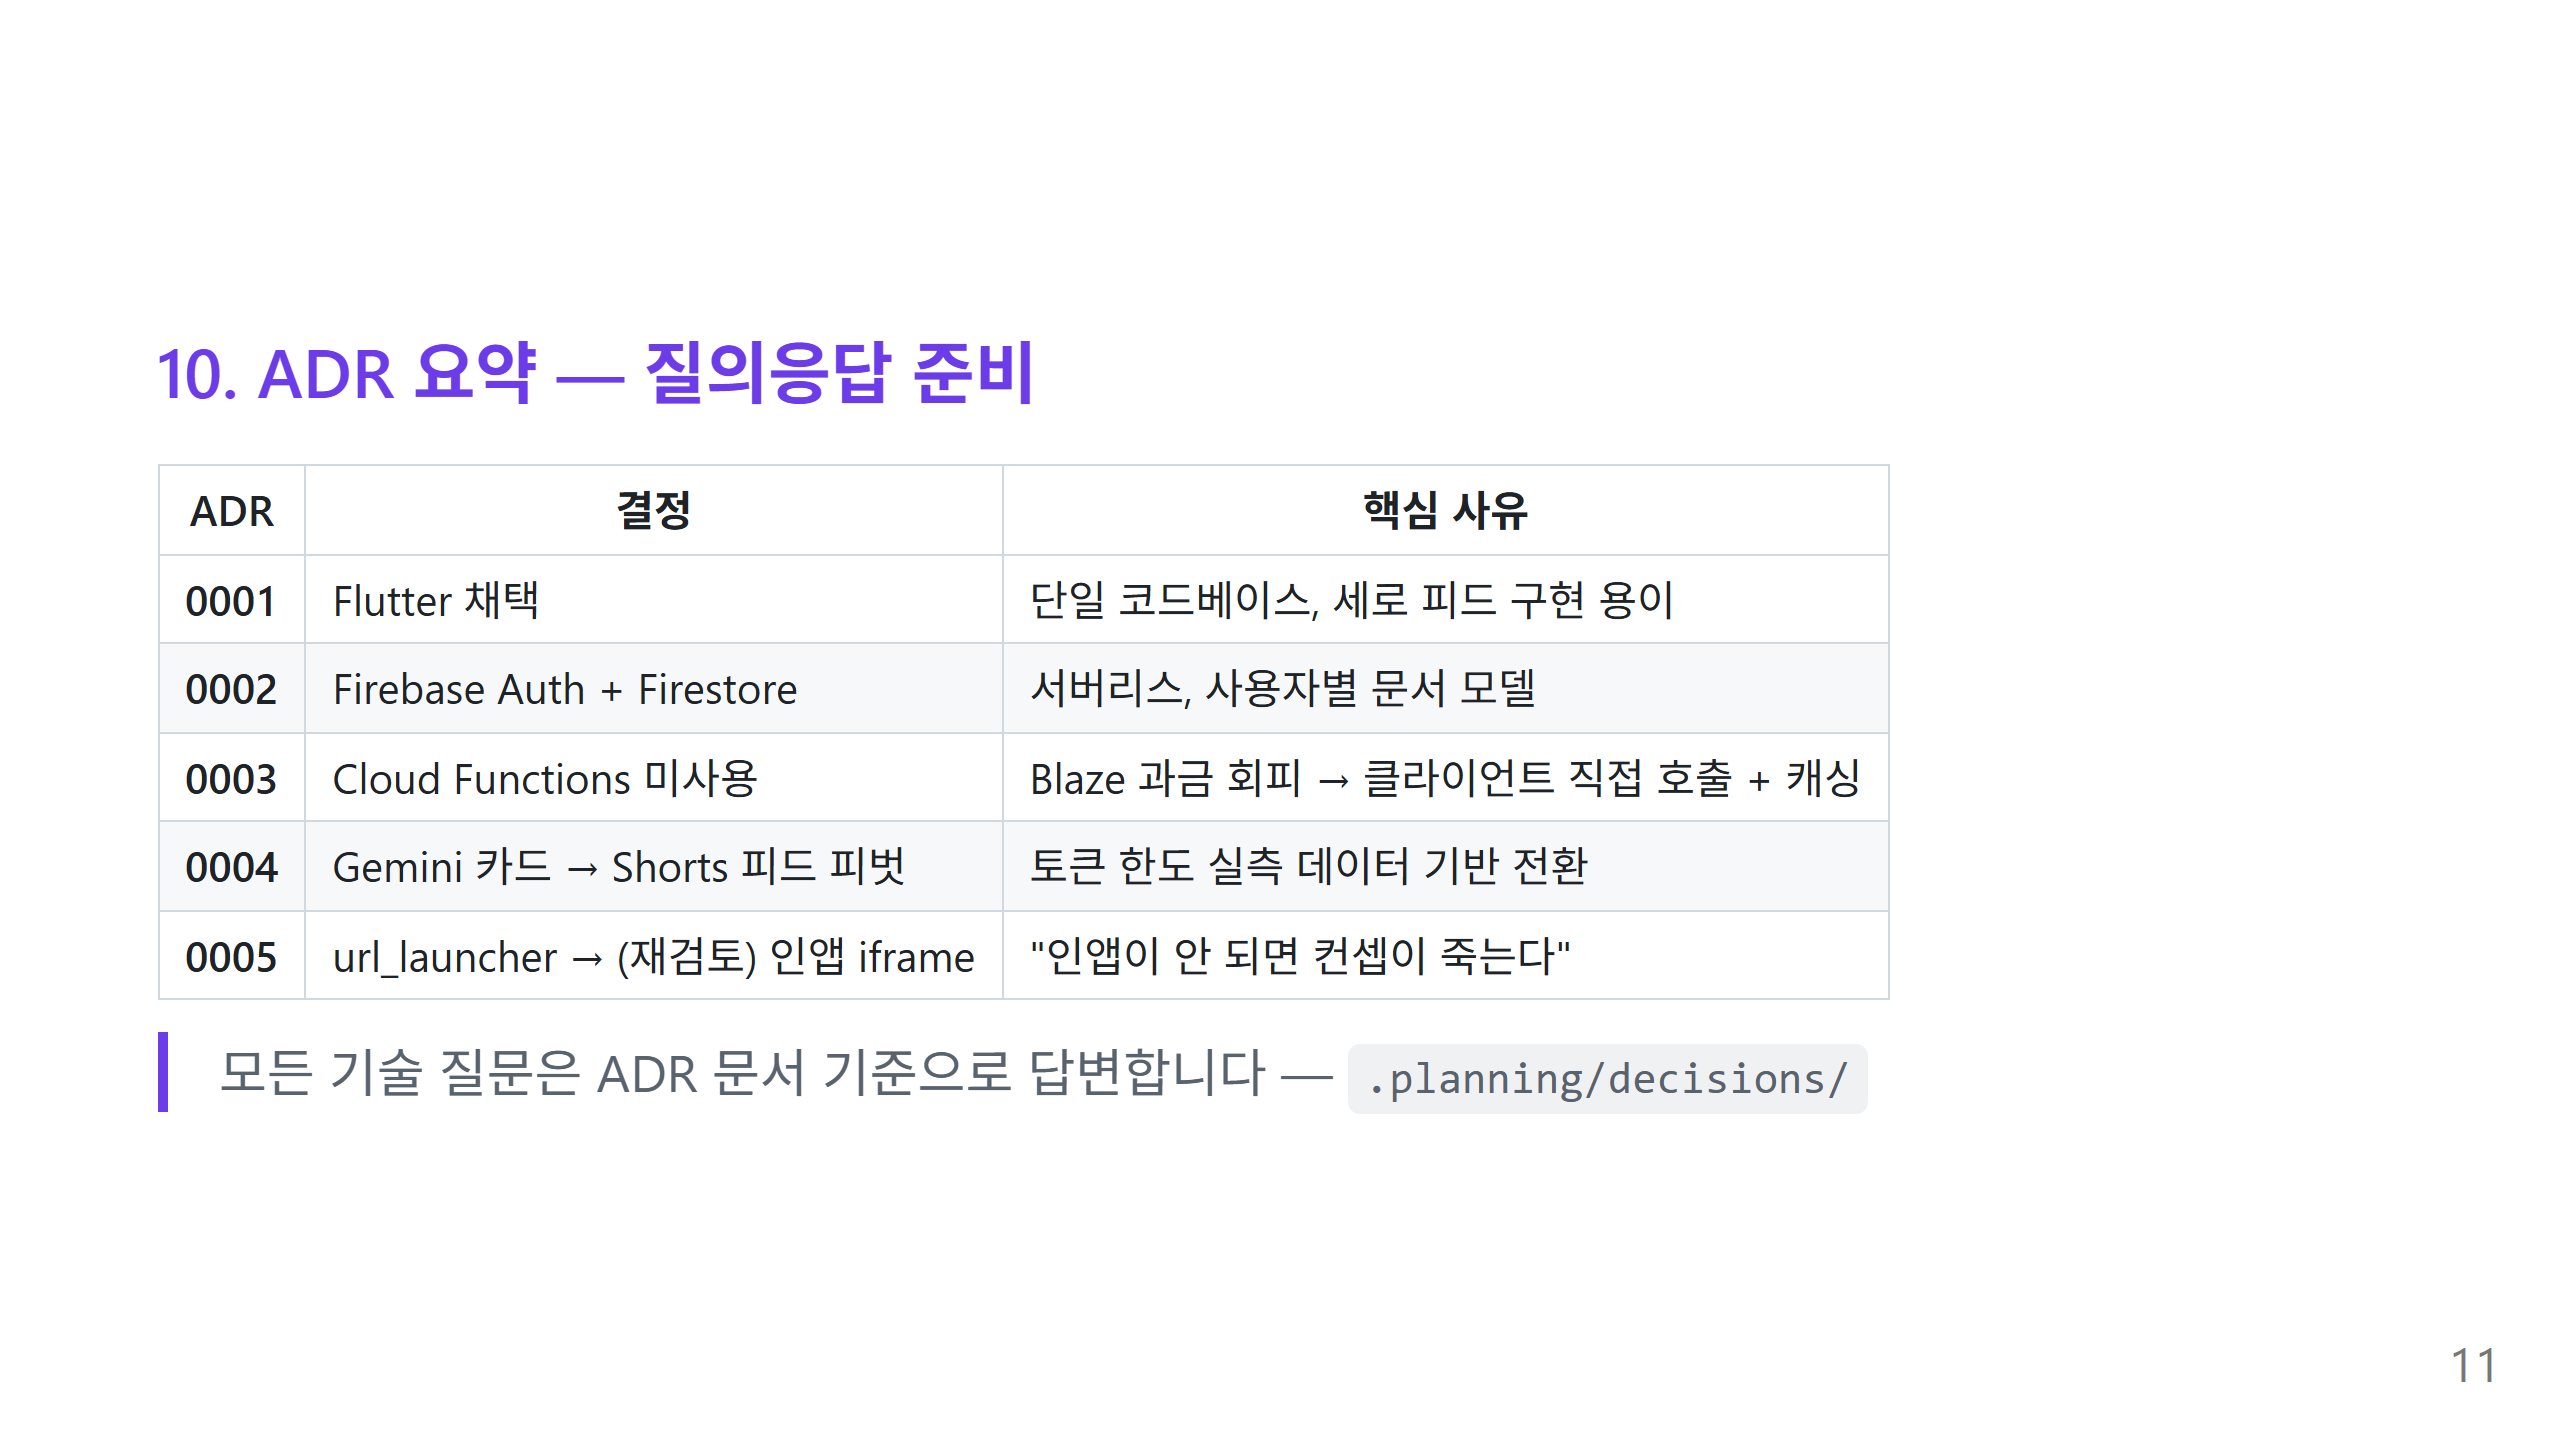 10. ADR 요약 — 질의응답 준비
ADR 결정 핵심 사유
0001 Flutter 채택 단일 코드베이스, 세로 피드 구현 용이
0002 Firebase Auth + Firestore 서버리스, 사용자별 문서 모델
0003 Cloud Functions 미사용 Blaze 과금 회피 → 클라이언트 직접 호출 + 캐싱
0004 Gemini 카드 → Shorts 피드 피벗 토큰 한도 실측 데이터 기반 전환
0005 url_launcher → (재검토) 인앱 iframe "인앱이 안 되면 컨셉이 죽는다"
모든 기술 질문은 ADR 문서 기준으로 답변합니다 — .planning/decisions/
11